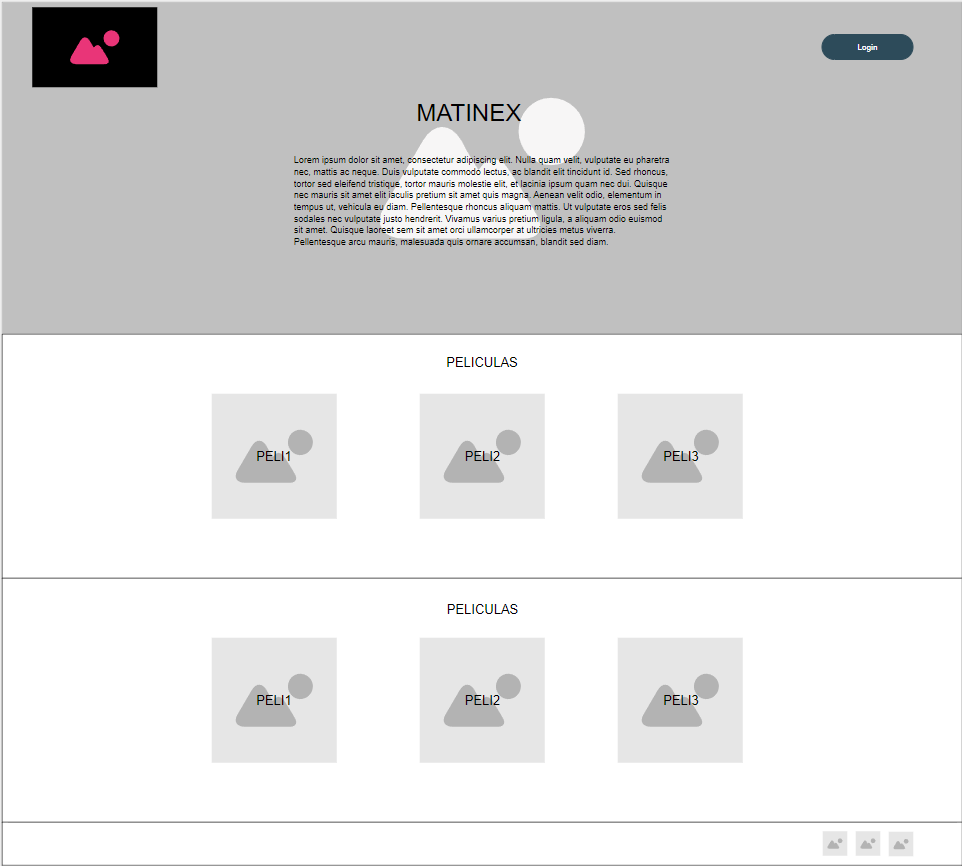 Login
MATINEX
Lorem ipsum dolor sit amet, consectetur adipiscing elit. Nulla quam velit, vulputate eu pharetra
nec, mattis ac neque. Duis vulputate commodo lectus, ac blandit elit tincidunt id. Sed rhoncus,
tortor sed eleifend tristique, tortor mauris molestie elit, et lacinia ipsum quam nec dui. Quisque
nec mauris sit amet elit iaculis pretium sit amet quis magna. Aenean velit odio, elementum in
tempus ut, vehicula eu diam. Pellentesque rhoncus aliquam mattis. Ut vulputate eros sed felis
sodales nec vulputate justo hendrerit. Vivamus varius pretium ligula, a aliquam odio euismod
sit amet. Quisque laoreet sem sit amet orci ullamcorper at ultricies metus viverra.
Pellentesque arcu mauris, malesuada quis ornare accumsan, blandit sed diam.
PELICULAS
PELI1
PELI2
PELI3
PELICULAS
PELI1
PELI2
PELI3